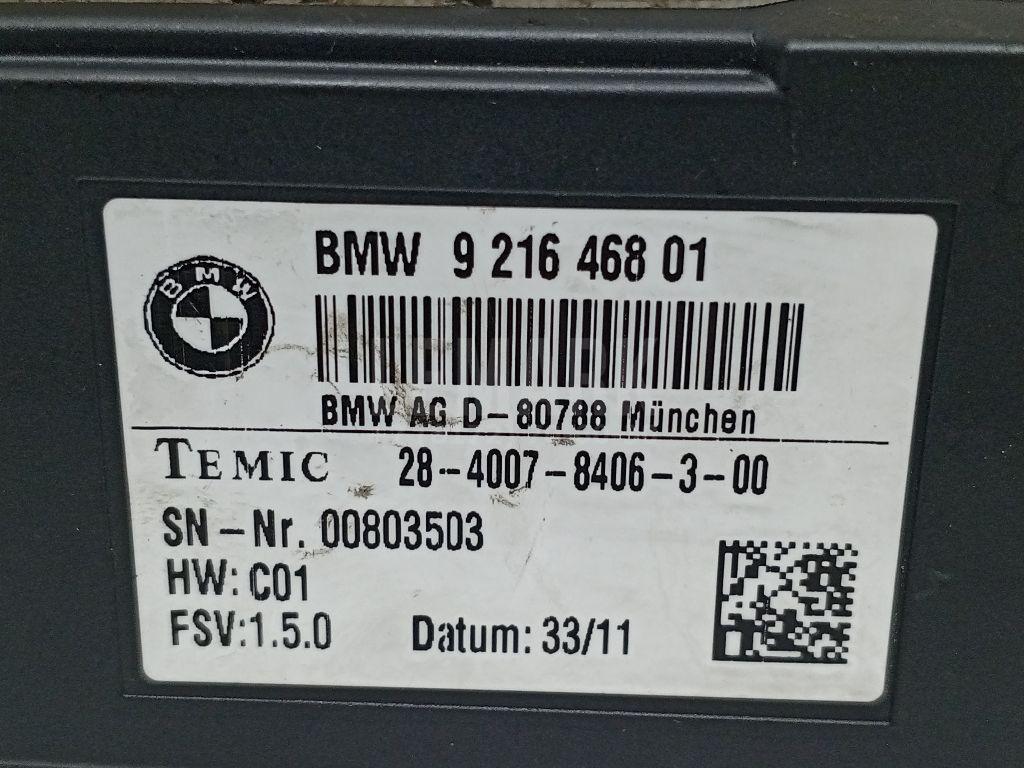 BMW 9 216 468 01
BMW
BMW AG D-80788 München
TEMIC 28-4007-8406-3-00
SN-Nr. 00803503
HW: C01
FSV:1.5.0 Datum: 33/11